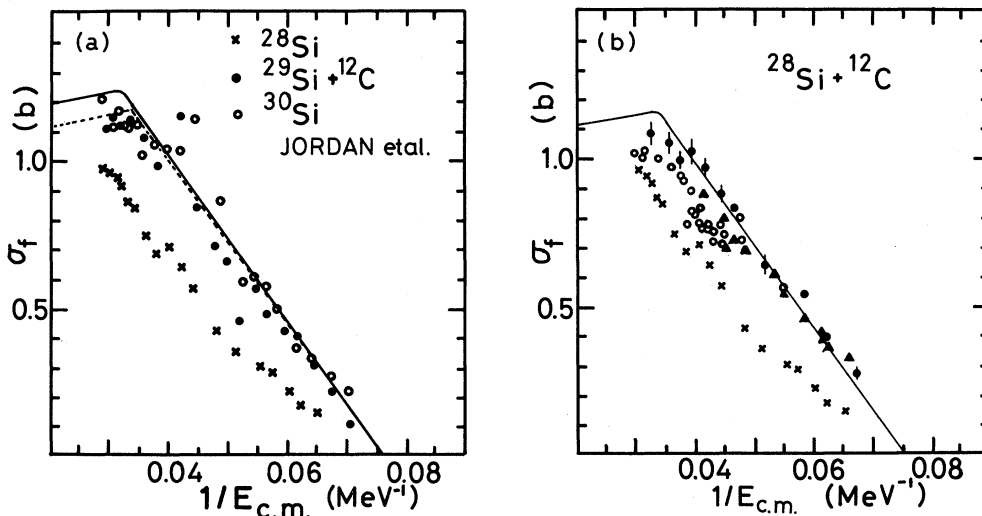 (a)
× ²⁸Si
• ²⁹Si + ¹²C
o ³⁰Si
JORDAN etal.
σf (b)
1.0
0.5
0.04 0.06 0.08
1/Ec.m. (MeV⁻¹)
(b)
²⁸Si + ¹²C
σf (b)
1.0
0.5
0.04 0.06 0.08
1/Ec.m. (MeV⁻¹)